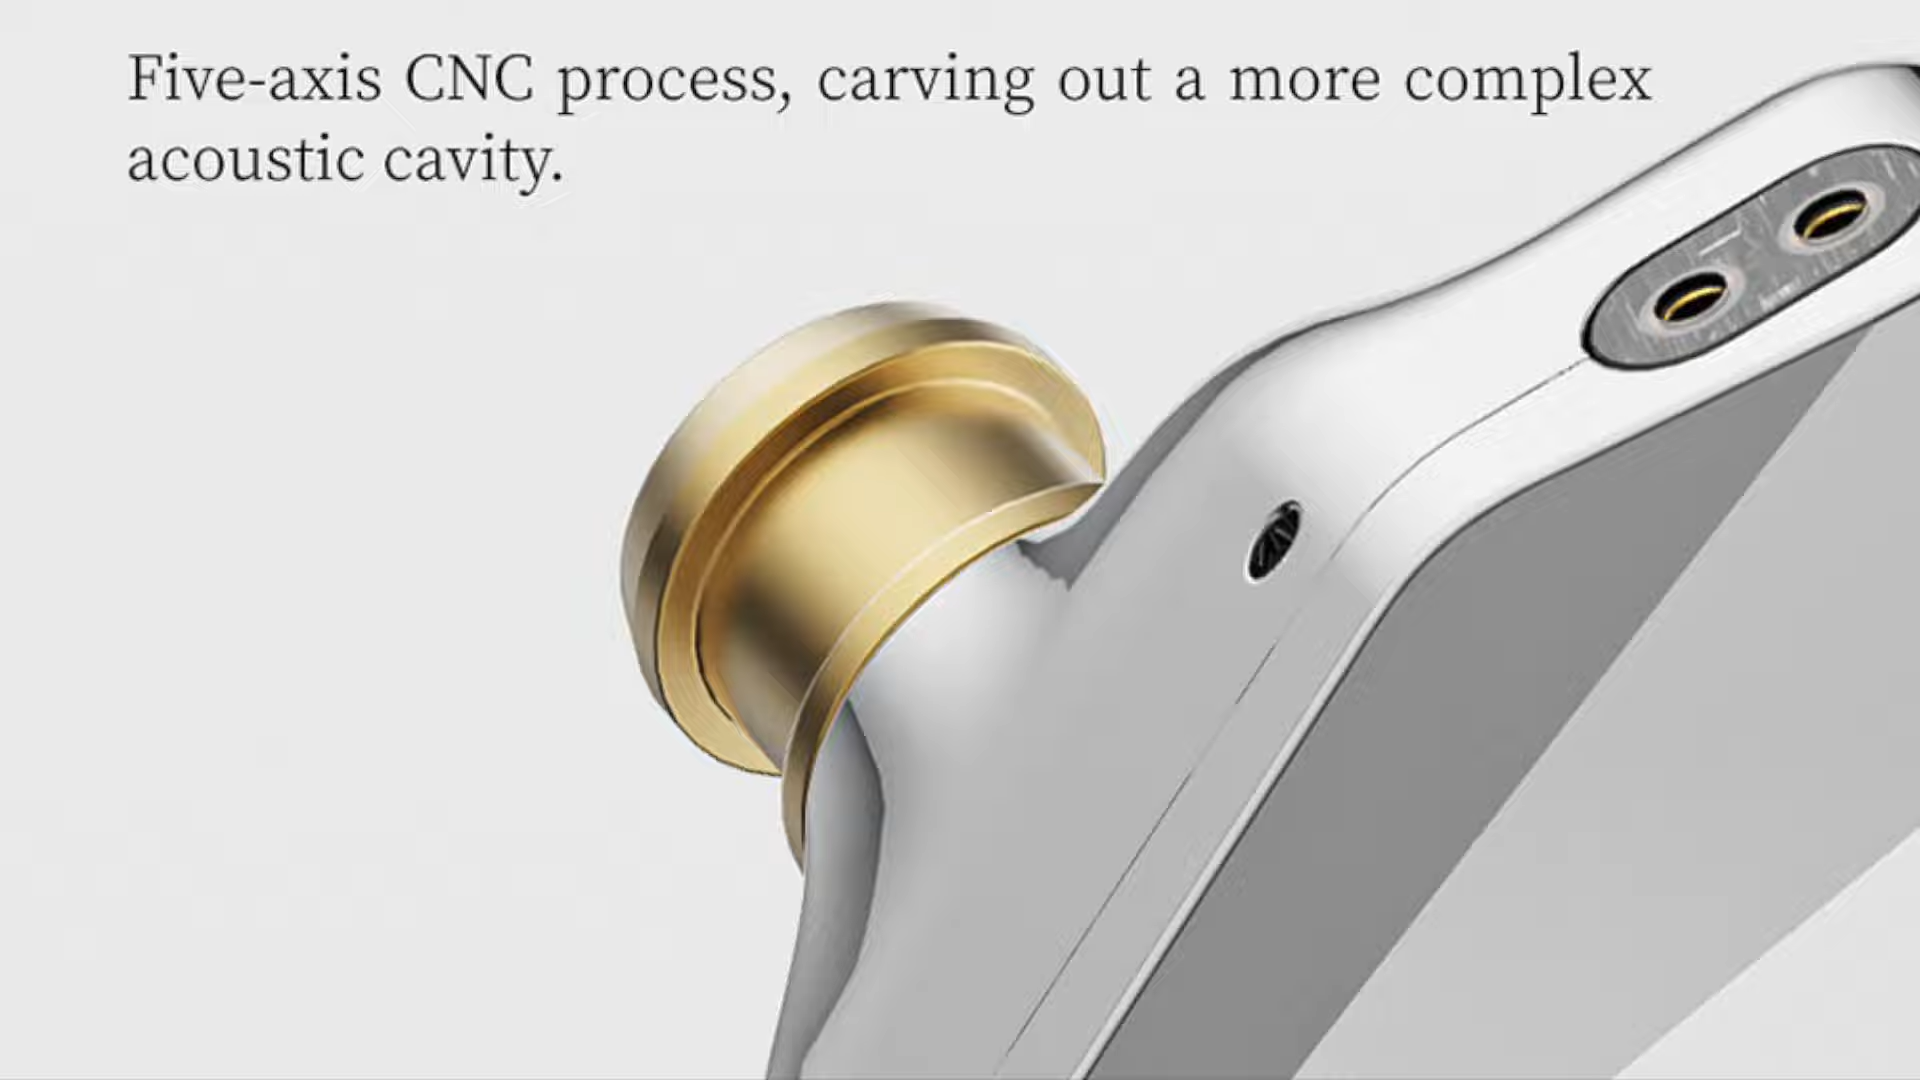 Five-axis CNC process, carving out a more complex
acoustic cavity.